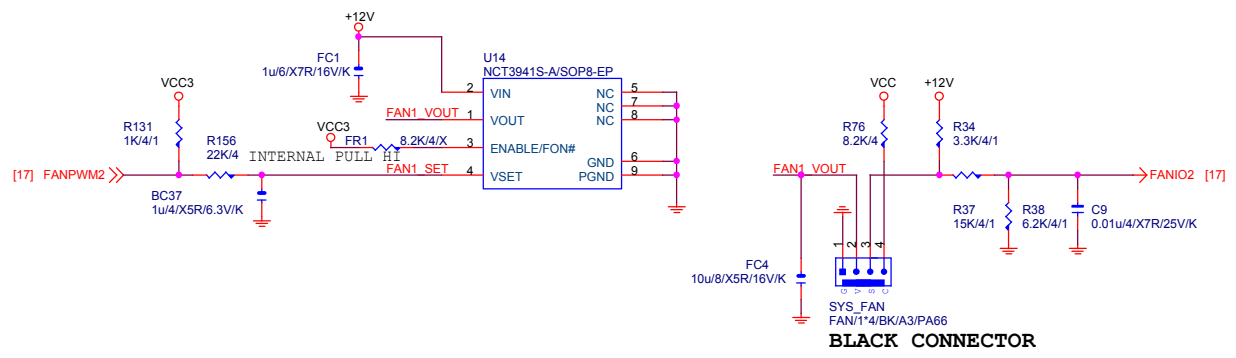 +12V
FC1
1u/6/X7R/16V/K
U14
NCT3941S-A/SOP8-EP
VCC3
R131
1K/4/1
R156
22K/4
[17] FANPWM2
BC37
1u/4/X5R/6.3V/K
VCC3
FR1
8.2K/4/X
INTERNAL PULL HI
FAN1_VOUT
FAN1_SET
2 VIN
1 VOUT
3 ENABLE/FON#
4 VSET
NC 5
NC 7
NC 8
GND 6
PGND 9
VCC
+12V
R76
8.2K/4
R34
3.3K/4/1
FAN1_VOUT
FANIO2 [17]
R37
15K/4/1
R38
6.2K/4/1
C9
0.01u/4/X7R/25V/K
FC4
10u/8/X5R/16V/K
1 2 3 4
G V S C
SYS_FAN
FAN/1*4/BK/A3/PA66
BLACK CONNECTOR